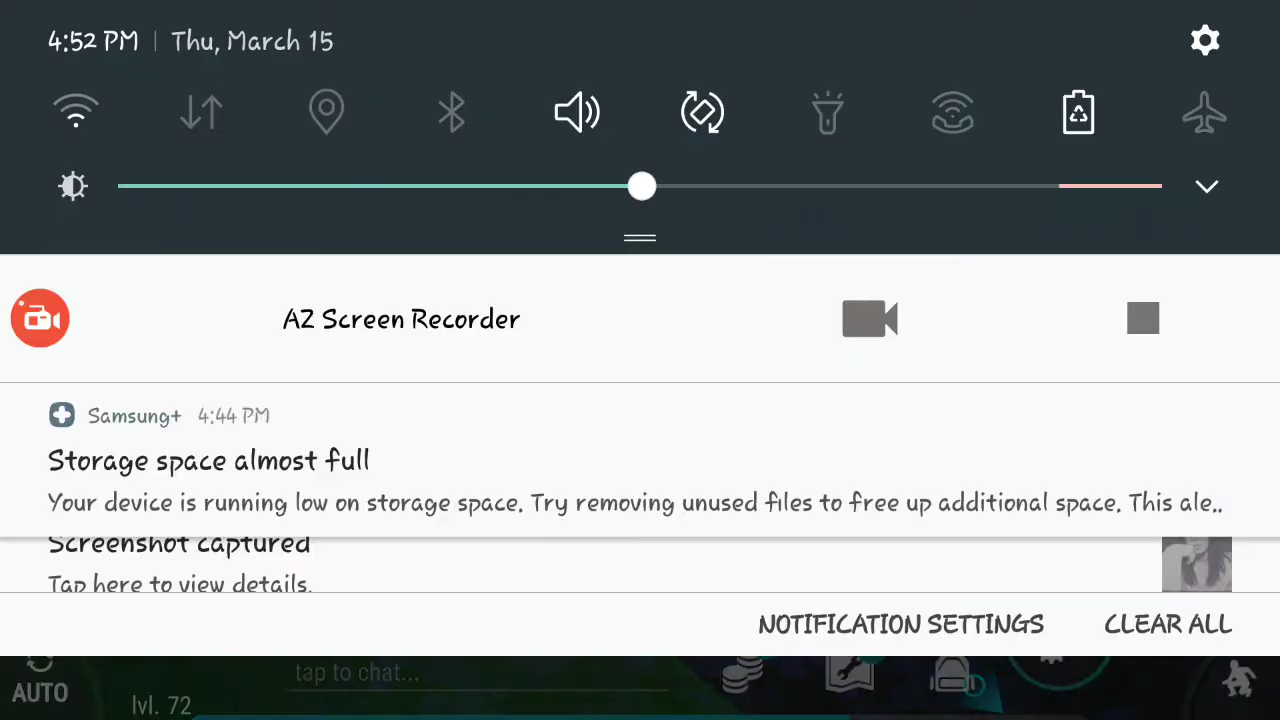 4:52 PM | Thu, March 15
AZ Screen Recorder
Samsung+ 4:44 PM
Storage space almost full
Your device is running low on storage space. Try removing unused files to free up additional space. This ale..
Screenshot captured
Tap here to view details.
NOTIFICATION SETTINGS CLEAR ALL
tap to chat...
AUTO
lvl. 72